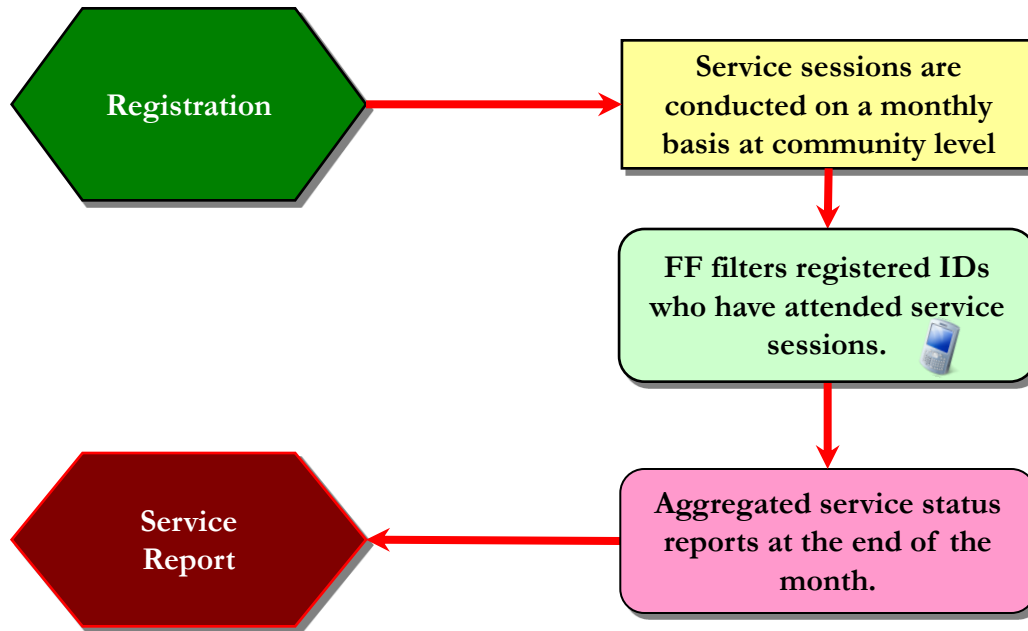 Registration
Service sessions are
conducted on a monthly
basis at community level
FF filters registered IDs
who have attended service
sessions.
Aggregated service status
reports at the end of the
month.
Service
Report